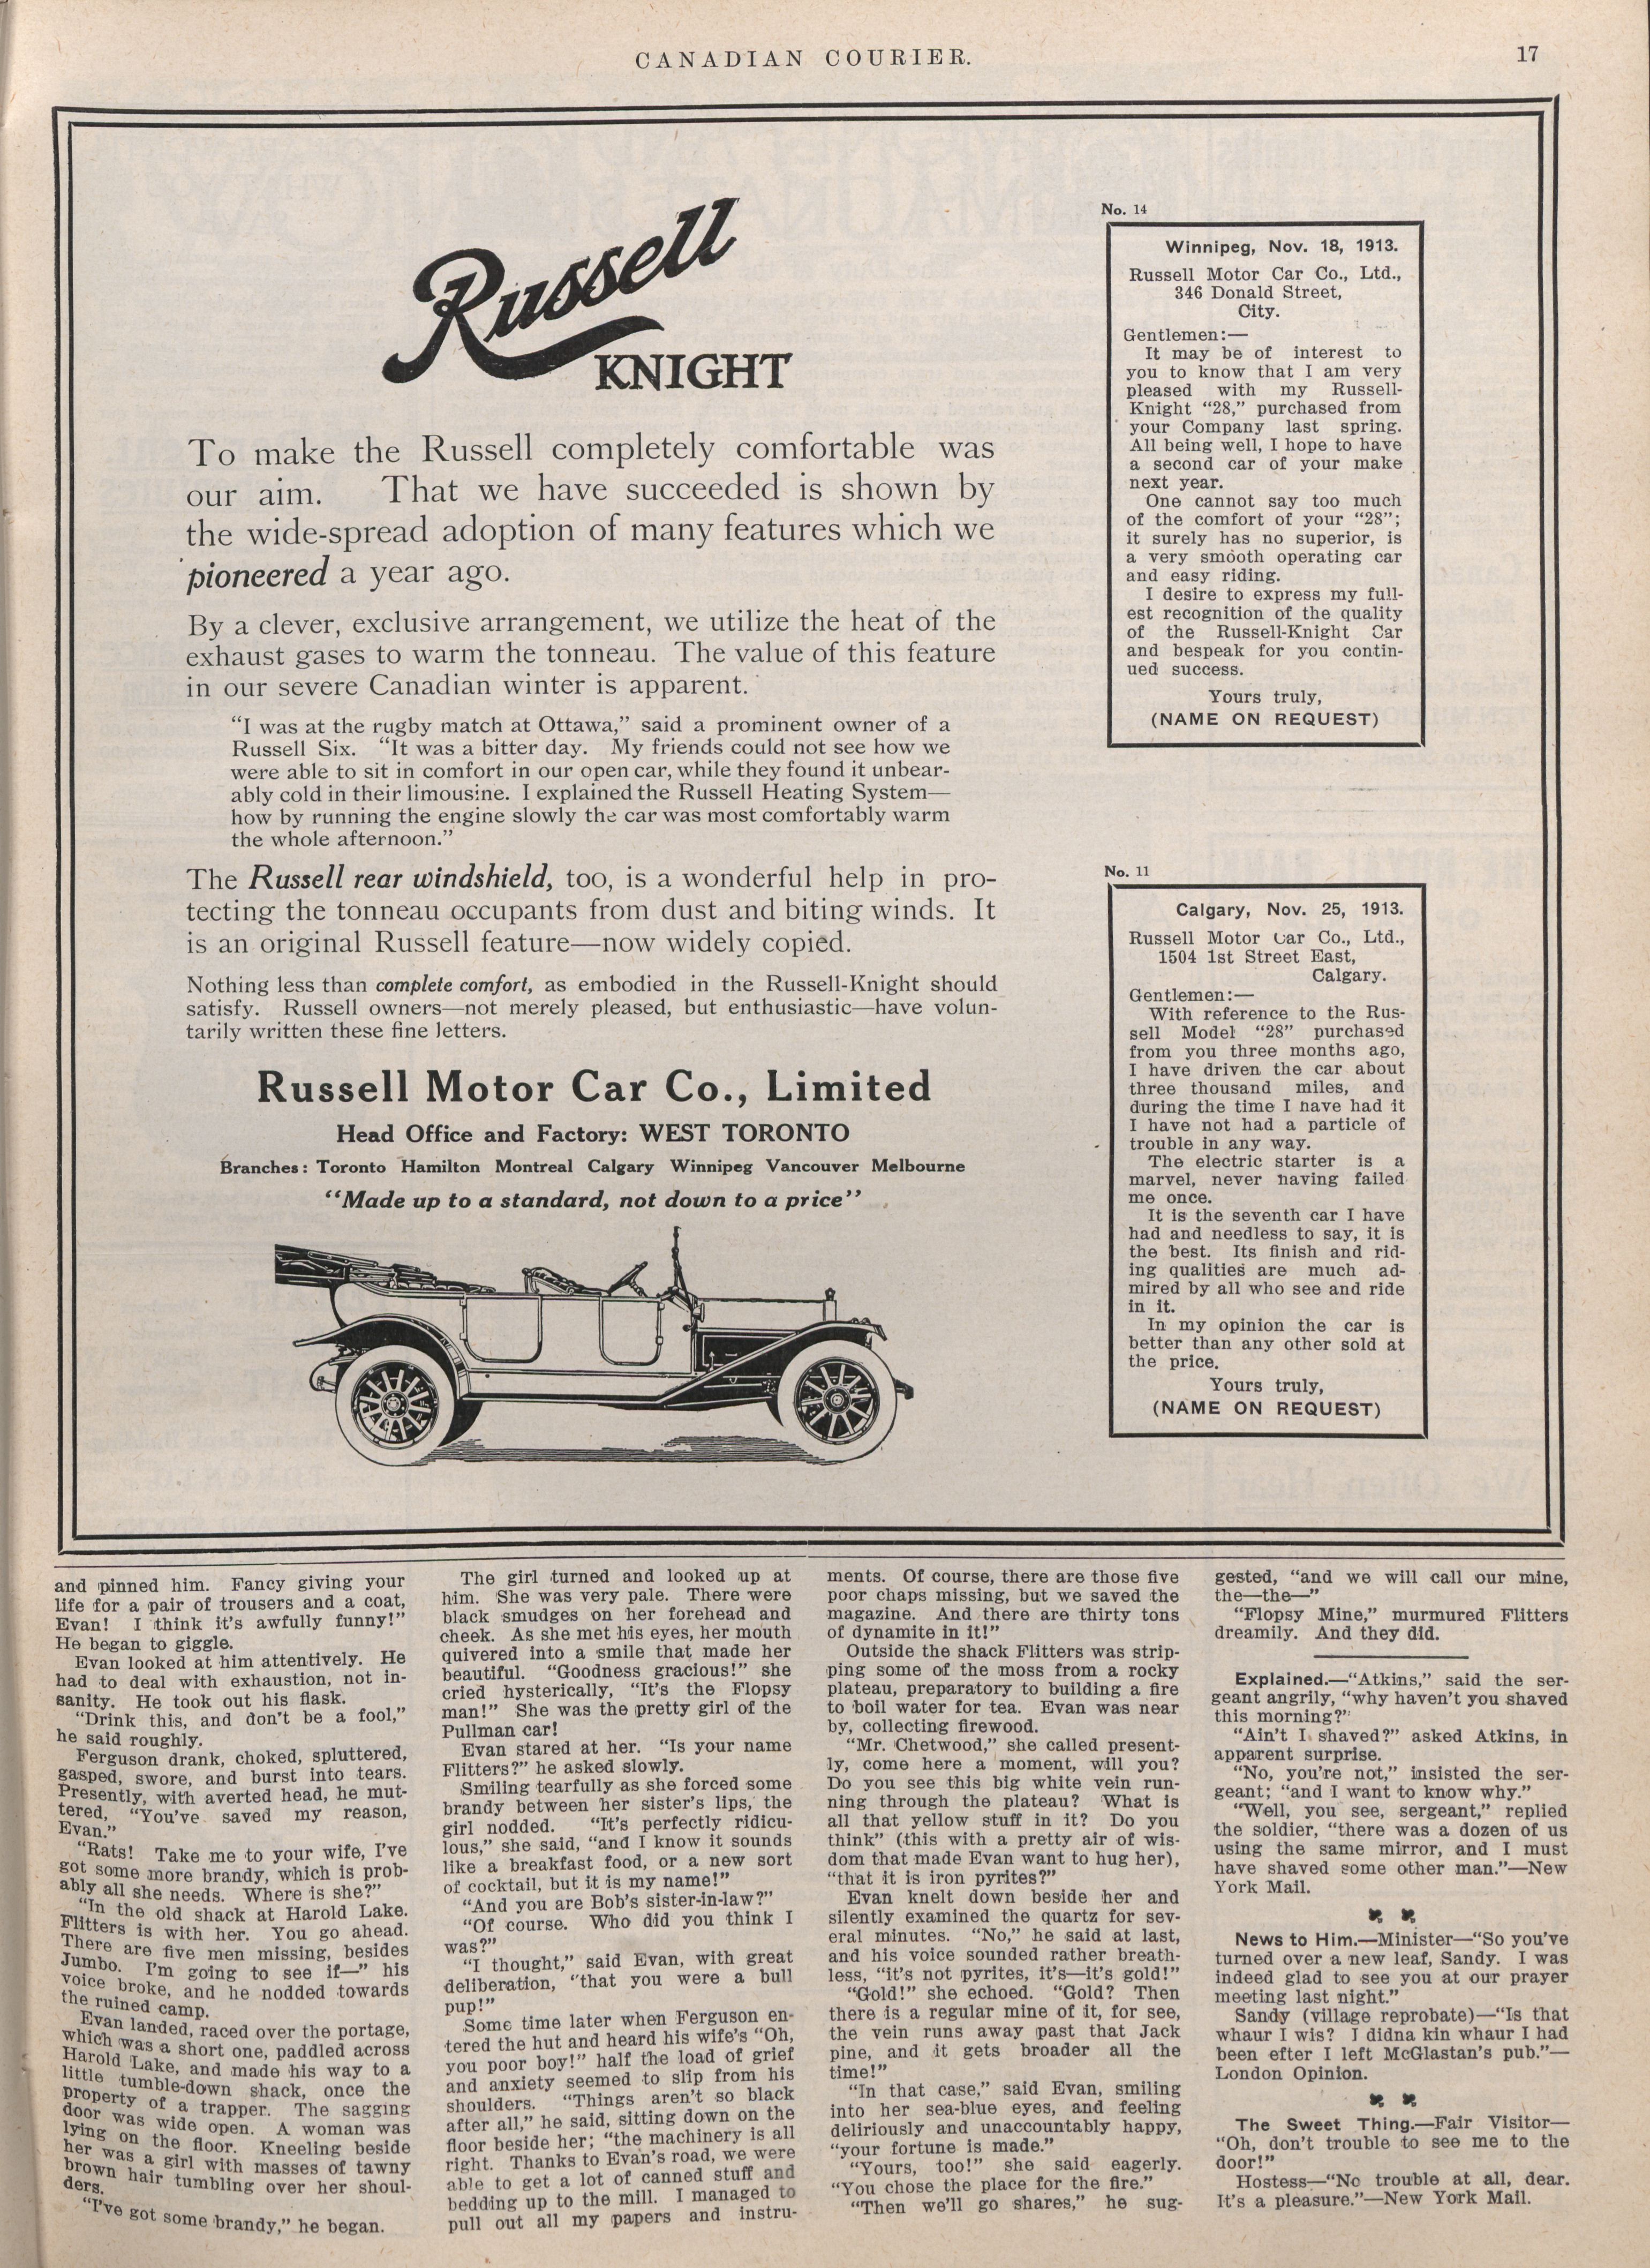 CANADIAN COURIER.
17
Russell
KNIGHT
To make the Russell completely comfortable was
our aim. That we have succeeded is shown by
the wide-spread adoption of many features which we
pioneered a year ago.
By a clever, exclusive arrangement, we utilize the heat of the
exhaust gases to warm the tonneau. The value of this feature
in our severe Canadian winter is apparent.
“I was at the rugby match at Ottawa,” said a prominent owner of a
Russell Six. “It was a bitter day. My friends could not see how we
were able to sit in comfort in our open car, while they found it unbear-
ably cold in their limousine. I explained the Russell Heating System—
how by running the engine slowly the car was most comfortably warm
the whole afternoon.”
The Russell rear windshield, too, is a wonderful help in pro-
tecting the tonneau occupants from dust and biting winds. It
is an original Russell feature—now widely copied.
Nothing less than complete comfort, as embodied in the Russell-Knight should
satisfy. Russell owners—not merely pleased, but enthusiastic—have volun-
tarily written these fine letters.
Russell Motor Car Co., Limited
Head Office and Factory: WEST TORONTO
Branches: Toronto Hamilton Montreal Calgary Winnipeg Vancouver Melbourne
“Made up to a standard, not down to a price”
No. 14
Winnipeg, Nov. 18, 1913.
Russell Motor Car Co., Ltd.,
346 Donald Street,
City.
Gentlemen:—
It may be of interest to
you to know that I am very
pleased with my Russell-
Knight “28,” purchased from
your Company last spring.
All being well, I hope to have
a second car of your make
next year.
One cannot say too much
of the comfort of your “28”;
it surely has no superior, is
a very smooth operating car
and easy riding.
I desire to express my full-
est recognition of the quality
of the Russell-Knight Car
and bespeak for you contin-
ued success.
Yours truly,
(NAME ON REQUEST)
No. 11
Calgary, Nov. 25, 1913.
Russell Motor Car Co., Ltd.,
1504 1st Street East,
Calgary.
Gentlemen:—
With reference to the Rus-
sell Model “28” purchased
from you three months ago,
I have driven the car about
three thousand miles, and
during the time I have had it
I have not had a particle of
trouble in any way.
The electric starter is a
marvel, never having failed
me once.
It is the seventh car I have
had and needless to say, it is
the best. Its finish and rid-
ing qualities are much ad-
mired by all who see and ride
in it.
In my opinion the car is
better than any other sold at
the price.
Yours truly,
(NAME ON REQUEST)
and pinned him. Fancy giving your
life for a pair of trousers and a coat,
Evan! I think it's awfully funny!”
He began to giggle.
Evan looked at him attentively. He
had to deal with exhaustion, not in-
sanity. He took out his flask.
“Drink this, and don't be a fool,”
he said roughly.
Ferguson drank, choked, spluttered,
gasped, swore, and burst into tears.
Presently, with averted head, he mut-
tered, “You've saved my reason,
Evan.”
“Rats! Take me to your wife, I've
got some more brandy, which is prob-
ably all she needs. Where is she?”
“In the old shack at Harold Lake.
Flitters is with her. You go ahead.
There are five men missing, besides
Jumbo. I'm going to see if—” his
voice broke, and he nodded towards
the ruined camp.
Evan landed, raced over the portage,
which was a short one, paddled across
Harold Lake, and made his way to a
little tumble-down shack, once the
property of a trapper. The sagging
door was wide open. A woman was
lying on the floor. Kneeling beside
her was a girl with masses of tawny
brown hair tumbling over her shoul-
ders.
“I've got some brandy,” he began.
The girl turned and looked up at
him. She was very pale. There were
black smudges on her forehead and
cheek. As she met his eyes, her mouth
quivered into a smile that made her
beautiful. “Goodness gracious!” she
cried hysterically, “It's the Flopsy
man!” She was the pretty girl of the
Pullman car!
Evan stared at her. “Is your name
Flitters?” he asked slowly.
Smiling tearfully as she forced some
brandy between her sister's lips, the
girl nodded. “It's perfectly ridicu-
lous,” she said, “and I know it sounds
like a breakfast food, or a new sort
of cocktail, but it is my name!”
“And you are Bob's sister-in-law?”
“Of course. Who did you think I
was?”
“I thought,” said Evan, with great
deliberation, “that you were a bull
pup!”
Some time later when Ferguson en-
tered the hut and heard his wife's “Oh,
you poor boy!” half the load of grief
and anxiety seemed to slip from his
shoulders. “Things aren't so black
after all,” he said, sitting down on the
floor beside her; “the machinery is all
right. Thanks to Evan's road, we were
able to get a lot of canned stuff and
bedding up to the mill. I managed to
pull out all my papers and instru-
ments. Of course, there are those five
poor chaps missing, but we saved the
magazine. And there are thirty tons
of dynamite in it!”
Outside the shack Flitters was strip-
ping some of the moss from a rocky
plateau, preparatory to building a fire
to boil water for tea. Evan was near
by, collecting firewood.
“Mr. Chetwood,” she called present-
ly, come here a moment, will you?
Do you see this big white vein run-
ning through the plateau? What is
all that yellow stuff in it? Do you
think” (this with a pretty air of wis-
dom that made Evan want to hug her),
“that it is iron pyrites?”
Evan knelt down beside her and
silently examined the quartz for sev-
eral minutes. “No,” he said at last,
and his voice sounded rather breath-
less, “it's not pyrites, it's—it's gold!”
“Gold!” she echoed. “Gold? Then
there is a regular mine of it, for see,
the vein runs away past that Jack
pine, and it gets broader all the
time!”
“In that case,” said Evan, smiling
into her sea-blue eyes, and feeling
deliriously and unaccountably happy,
“your fortune is made.”
“Yours, too!” she said eagerly.
“You chose the place for the fire.”
“Then we'll go shares,” he sug-
gested, “and we will call our mine,
the—the—”
“Flopsy Mine,” murmured Flitters
dreamily. And they did.
Explained.—“Atkins,” said the ser-
geant angrily, “why haven't you shaved
this morning?”
“Ain't I shaved?” asked Atkins, in
apparent surprise.
“No, you're not,” insisted the ser-
geant; “and I want to know why.”
“Well, you see, sergeant,” replied
the soldier, “there was a dozen of us
using the same mirror, and I must
have shaved some other man.”—New
York Mail.
News to Him.—Minister—“So you've
turned over a new leaf, Sandy. I was
indeed glad to see you at our prayer
meeting last night.”
Sandy (village reprobate)—“Is that
whaur I wis? I didna kin whaur I had
been efter I left McGlastan's pub.”—
London Opinion.
The Sweet Thing.—Fair Visitor—
“Oh, don't trouble to see me to the
door!”
Hostess—“No trouble at all, dear.
It's a pleasure.”—New York Mail.